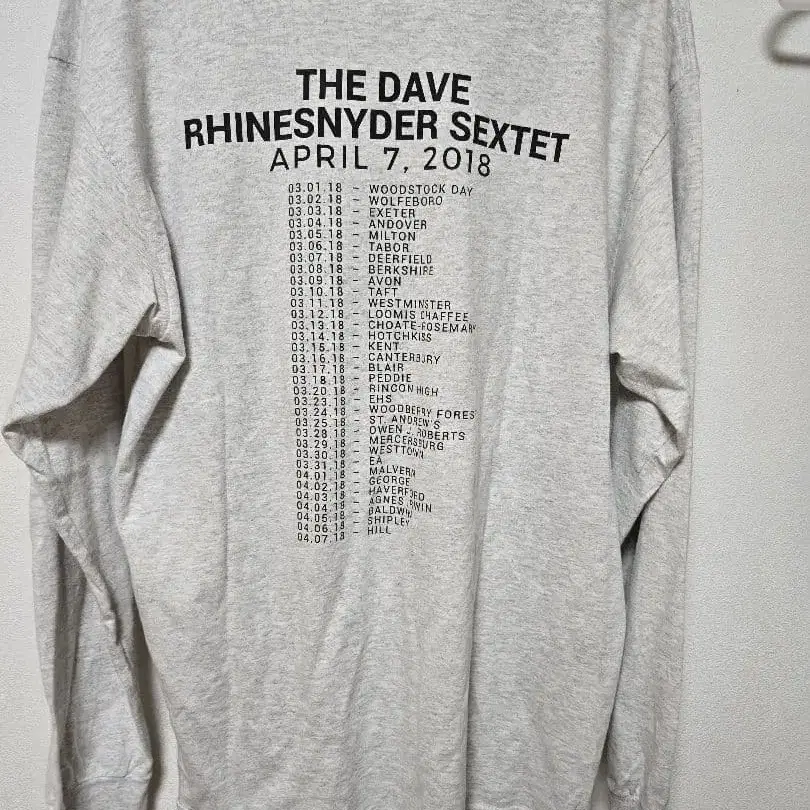 THE DAVE
RHINESNYDER SEXTET
APRIL 7, 2018
03.01.18 - WOODSTOCK DAY
03.02.18 - WOLFEBORO
03.03.18 - EXETER
03.04.18 - ANDOVER
03.05.18 - MILTON
03.06.18 - TABOR
03.07.18 - DEERFIELD
03.08.18 - BERKSHIRE
03.09.18 - AVON
03.10.18 - TAFT
03.11.18 - WESTMINSTER
03.12.18 - LOOMIS CHAFFEE
03.13.18 - CHOATE-ROSEMARY
03.14.18 - HOTCHKISS
03.15.18 - KENT
03.16.18 - CANTERBURY
03.17.18 - BLAIR
03.18.18 - PEDDIE
03.20.18 - RINCON HIGH
03.23.18 - EHS
03.24.18 - WOODBERRY FORES
03.25.18 - ST. ANDREW'S
03.28.18 - OWEN J. ROBERTS
03.29.18 - MERCERSBURG
03.30.18 - WESTTOWN
03.31.18 - EA
04.01.18 - MALVERN
04.02.18 - GEORGE
04.03.18 - HAVERFORD
04.04.18 - AGNES IRWIN
04.05.18 - BALDWIN
04.06.18 - SHIPLEY
04.07.18 - HILL